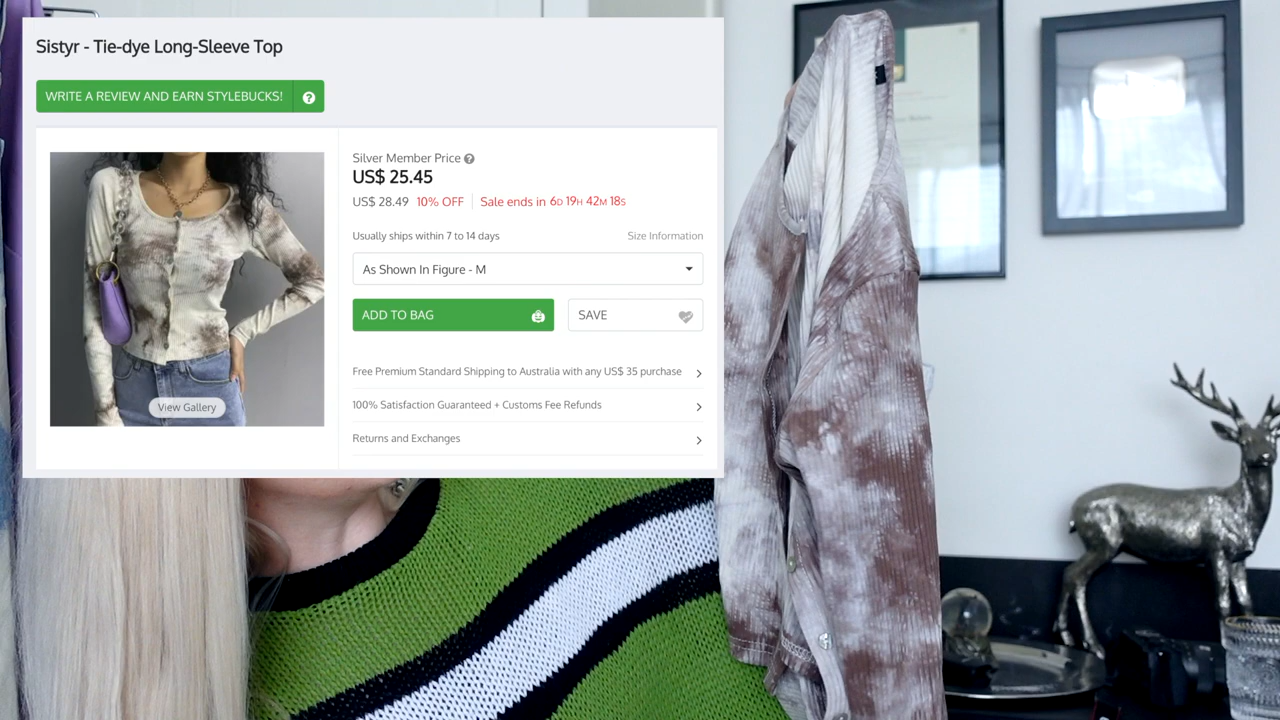 Sistyr - Tie-dye Long-Sleeve Top
WRITE A REVIEW AND EARN STYLEBUCKS! ?
Silver Member Price ?
US$ 25.45
US$ 28.49 10% OFF Sale ends in 6D 19H 42M 18S
Usually ships within 7 to 14 days Size Information
As Shown In Figure - M
ADD TO BAG SAVE
Free Premium Standard Shipping to Australia with any US$ 35 purchase
100% Satisfaction Guaranteed + Customs Fee Refunds
View Gallery
Returns and Exchanges